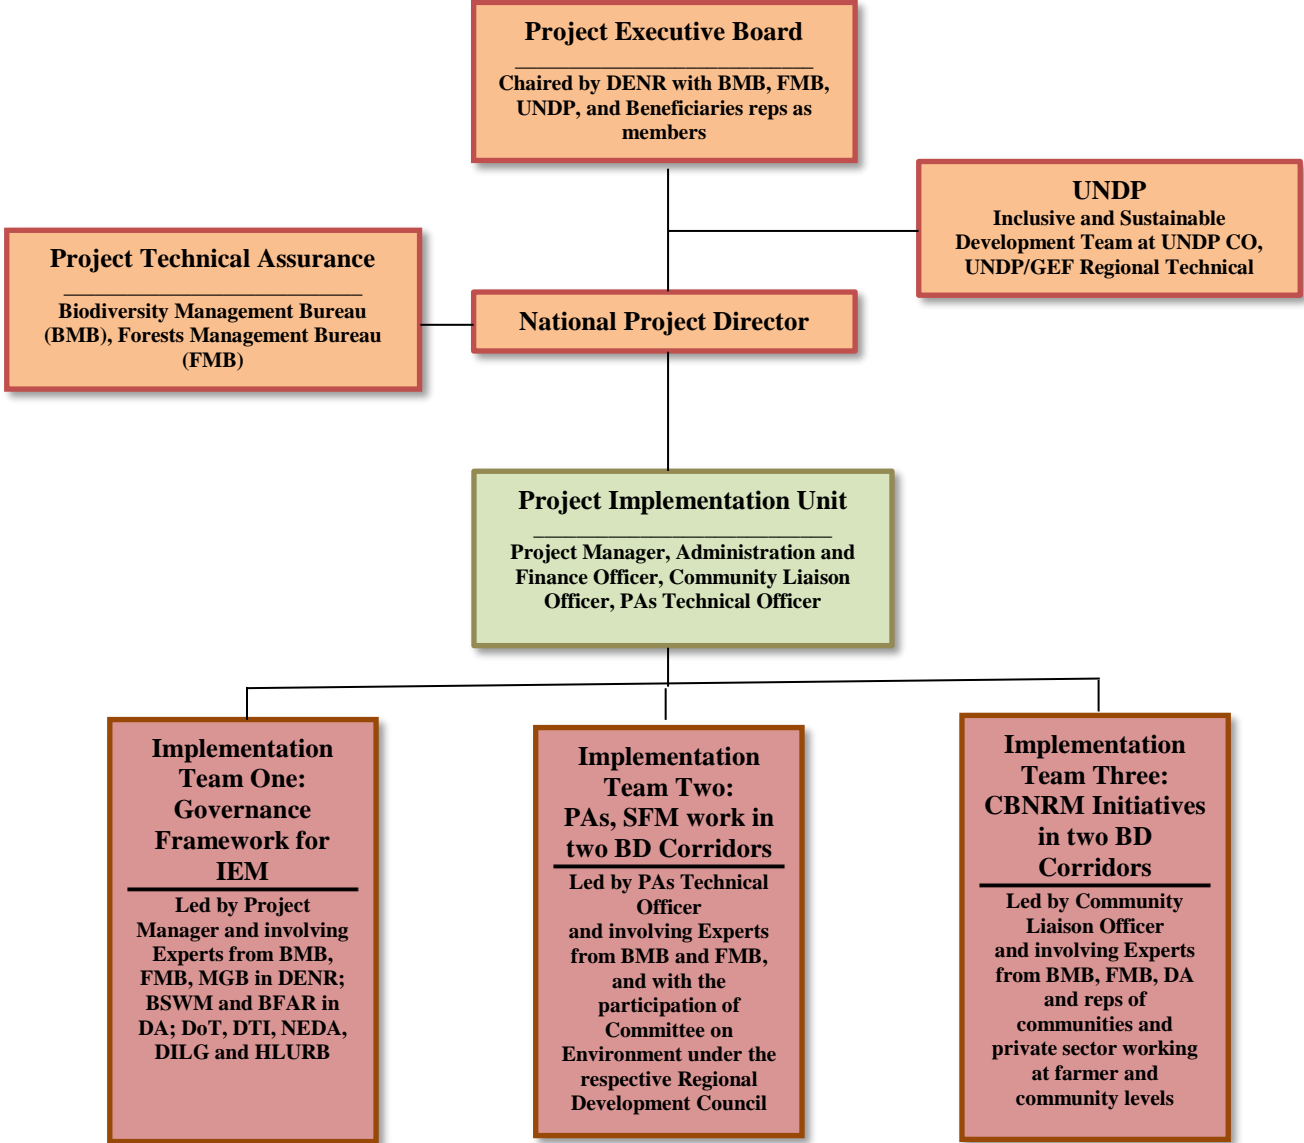 Project Executive Board
Chaired by DENR with BMB, FMB,
UNDP, and Beneficiaries reps as
members
UNDP
Inclusive and Sustainable
Development Team at UNDP CO,
UNDP/GEF Regional Technical
Project Technical Assurance
Biodiversity Management Bureau
(BMB), Forests Management Bureau
(FMB)
National Project Director
Project Implementation Unit
Project Manager, Administration and
Finance Officer, Community Liaison
Officer, PAs Technical Officer
Implementation
Team One:
Governance
Framework for
IEM
Led by Project
Manager and involving
Experts from BMB,
FMB, MGB in DENR;
BSWM and BFAR in
DA; DoT, DTI, NEDA,
DILG and HLURB
Implementation
Team Two:
PAs, SFM work in
two BD Corridors
Led by PAs Technical
Officer
and involving Experts
from BMB and FMB,
and with the
participation of
Committee on
Environment under the
respective Regional
Development Council
Implementation
Team Three:
CBNRM Initiatives
in two BD
Corridors
Led by Community
Liaison Officer
and involving Experts
from BMB, FMB, DA
and reps of
communities and
private sector working
at farmer and
community levels